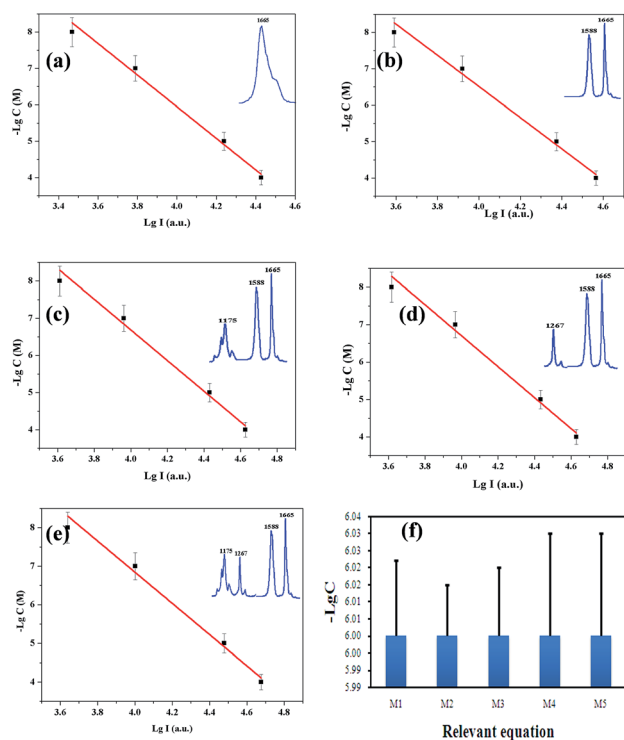 (a)
1665
-Lg C (M)
8
7
6
5
4
3.4 3.6 3.8 4.0 4.2 4.4 4.6
Lg I (a.u.)
(b)
1588 1665
-Lg C (M)
8
7
6
5
4
3.6 3.8 4.0 4.2 4.4 4.6
Lg I (a.u.)
(c)
1175 1588 1665
-Lg C (M)
8
7
6
5
4
3.6 3.8 4.0 4.2 4.4 4.6 4.8
Lg I (a.u.)
(d)
1267 1588 1665
-Lg C (M)
8
7
6
5
4
3.6 3.8 4.0 4.2 4.4 4.6 4.8
Lg I (a.u.)
(e)
1175 1267 1588 1665
-Lg C (M)
8
7
6
5
4
3.6 3.8 4.0 4.2 4.4 4.6 4.8
Lg I (a.u.)
(f)
-LgC
6.04
6.03
6.03
6.02
6.02
6.01
6.01
6.00
6.00
5.99
5.99
M1 M2 M3 M4 M5
Relevant equation